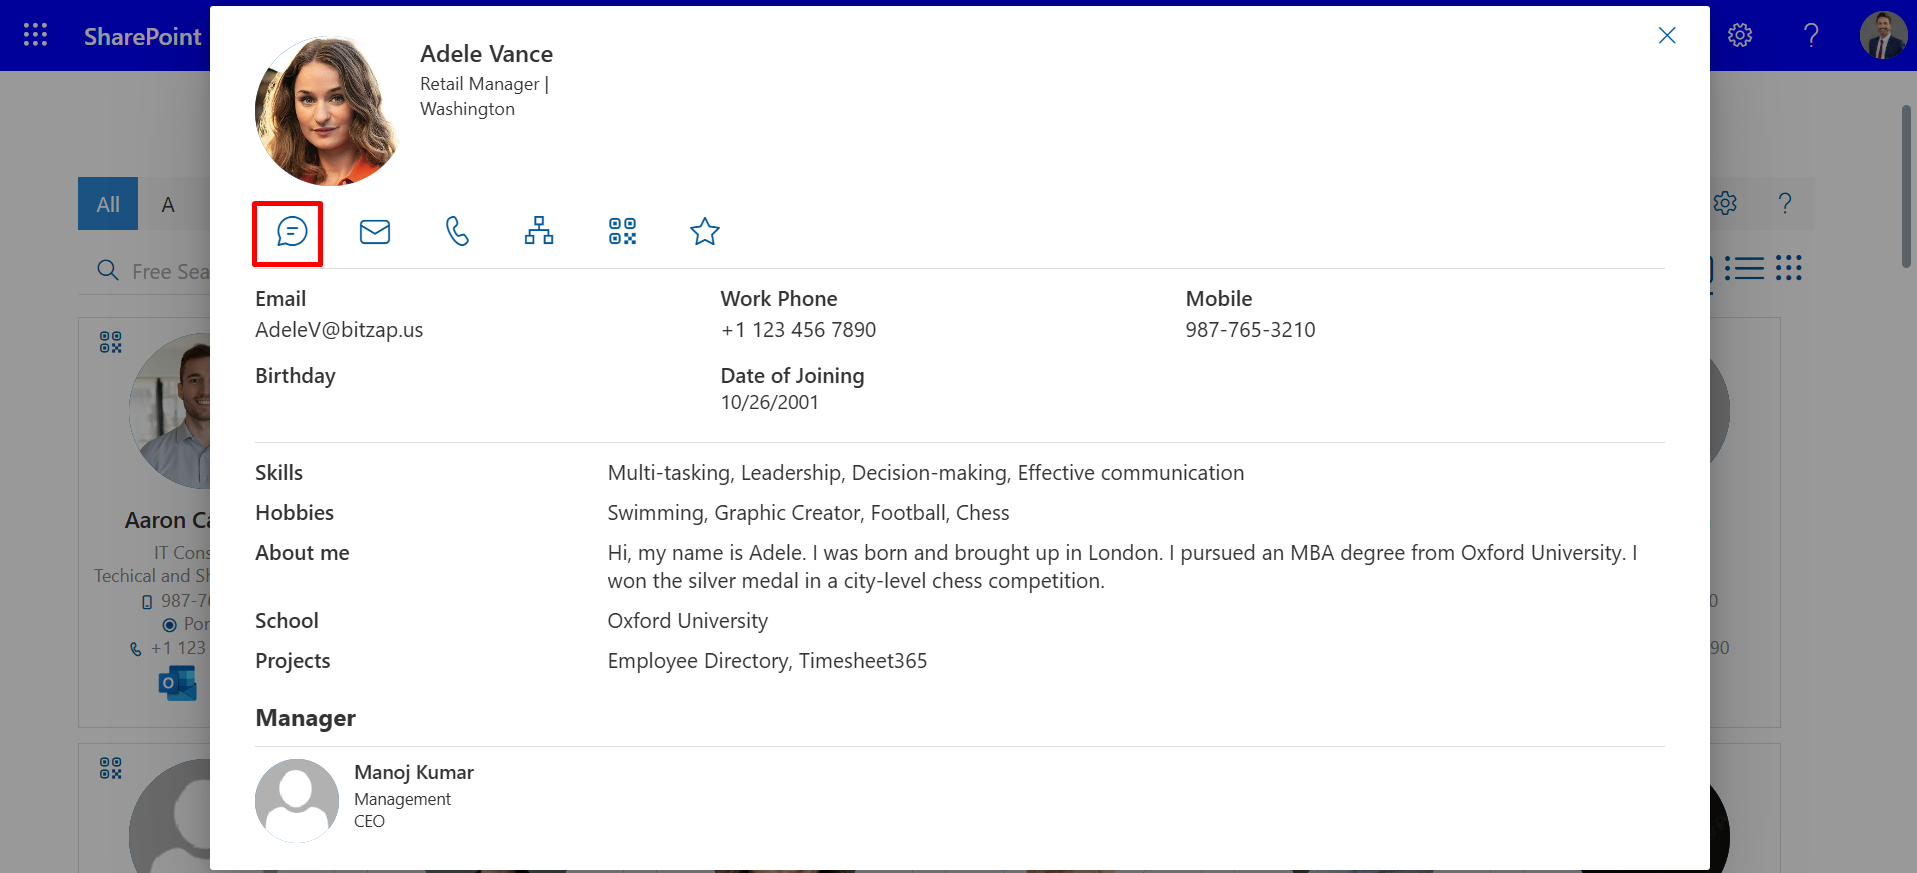 SharePoint
All A
Free Sea
Aaron Ca
IT Cons
Techical and Sh
987-76
Por
+1 123
Adele Vance
Retail Manager |
Washington
Email
AdeleV@bitzap.us
Work Phone
+1 123 456 7890
Mobile
987-765-3210
Birthday
Date of Joining
10/26/2001
Skills
Multi-tasking, Leadership, Decision-making, Effective communication
Hobbies
Swimming, Graphic Creator, Football, Chess
About me
Hi, my name is Adele. I was born and brought up in London. I pursued an MBA degree from Oxford University. I
won the silver medal in a city-level chess competition.
School
Oxford University
Projects
Employee Directory, Timesheet365
Manager
Manoj Kumar
Management
CEO
0
90